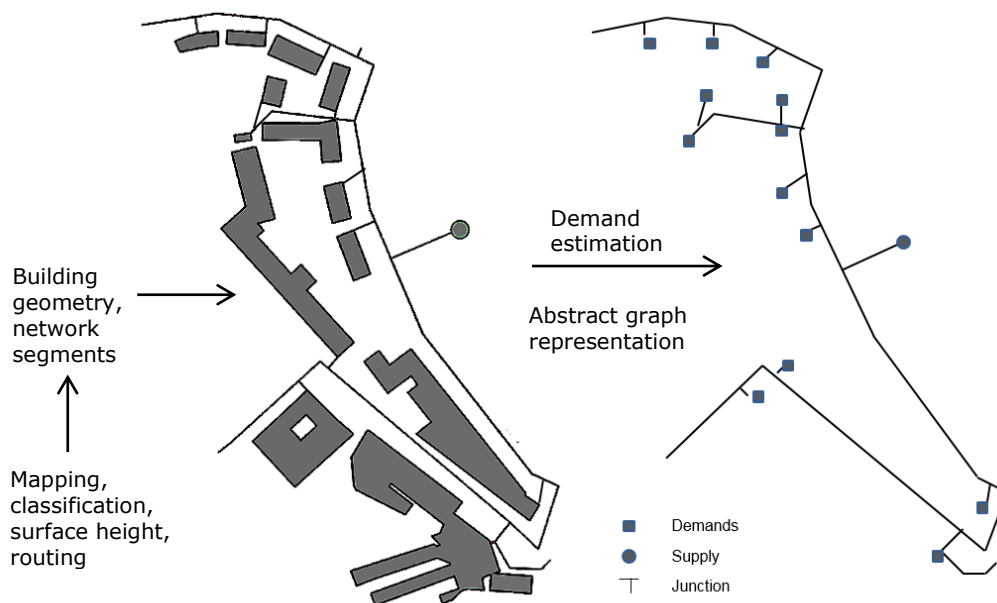 Building
geometry,
network
segments
Mapping,
classification,
surface height,
routing
Demand
estimation
Abstract graph
representation
Demands
Supply
Junction